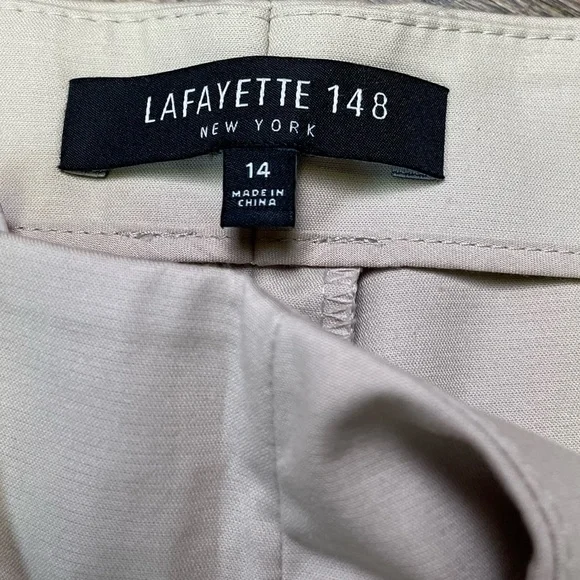 LAFAYETTE 148
NEW YORK
14
MADE IN
CHINA